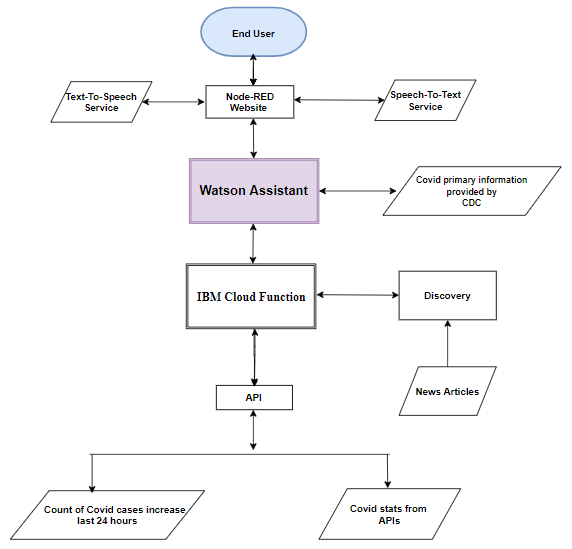 End User
Text-To-Speech
Service
Node-RED
Website
Speech-To-Text
Service
Watson Assistant
Covid primary information
provided by
CDC
IBM Cloud Function
Discovery
News Articles
API
Count of Covid cases increase
last 24 hours
Covid stats from
APIs